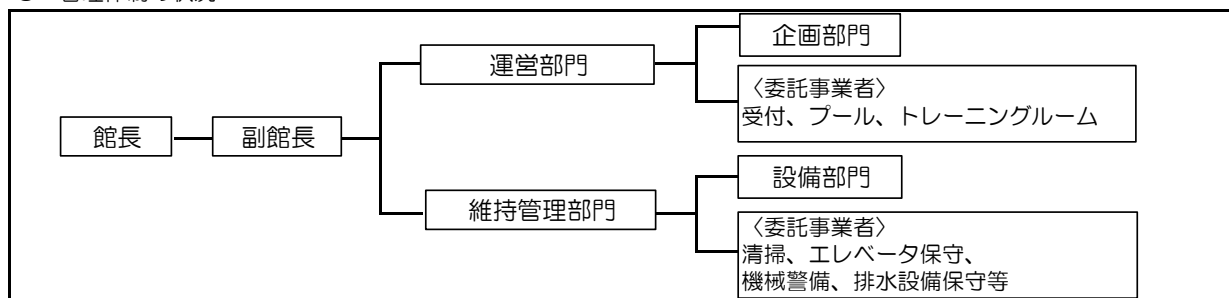 企画部門
運営部門
〈委託事業者〉
受付、プール、トレーニングルーム
館長
副館長
設備部門
維持管理部門
〈委託事業者〉
清掃、エレベータ保守、
機械警備、排水設備保守等